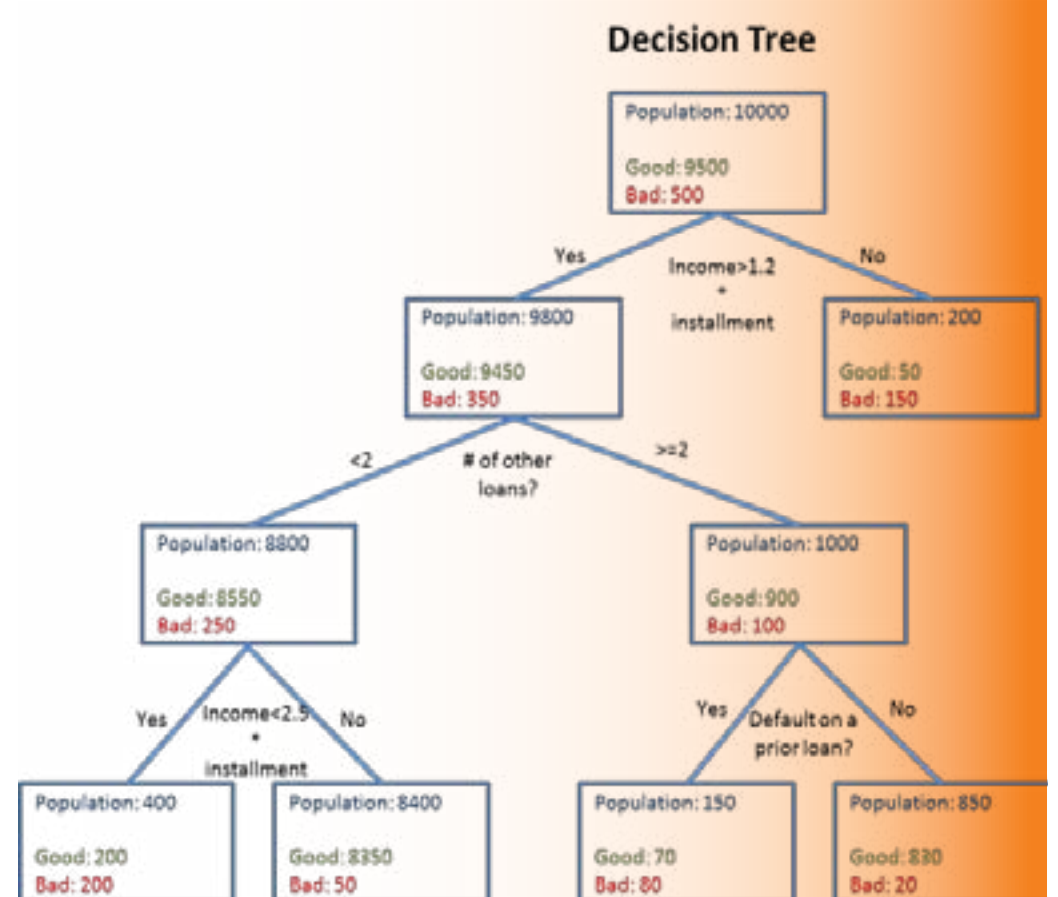 Decision Tree
Population: 10000
Good: 9500
Bad: 500
Yes
Income>1.2
*
installment
No
Population: 9800
Good: 9450
Bad: 350
Population: 200
Good: 50
Bad: 150
<2
# of other
loans?
>=2
Population: 8800
Good: 8550
Bad: 250
Population: 1000
Good: 900
Bad: 100
Yes
Income<2.5
*
installment
No
Yes
Default on a
prior loan?
No
Population: 400
Good: 200
Bad: 200
Population: 8400
Good: 8350
Bad: 50
Population: 150
Good: 70
Bad: 80
Population: 850
Good: 830
Bad: 20